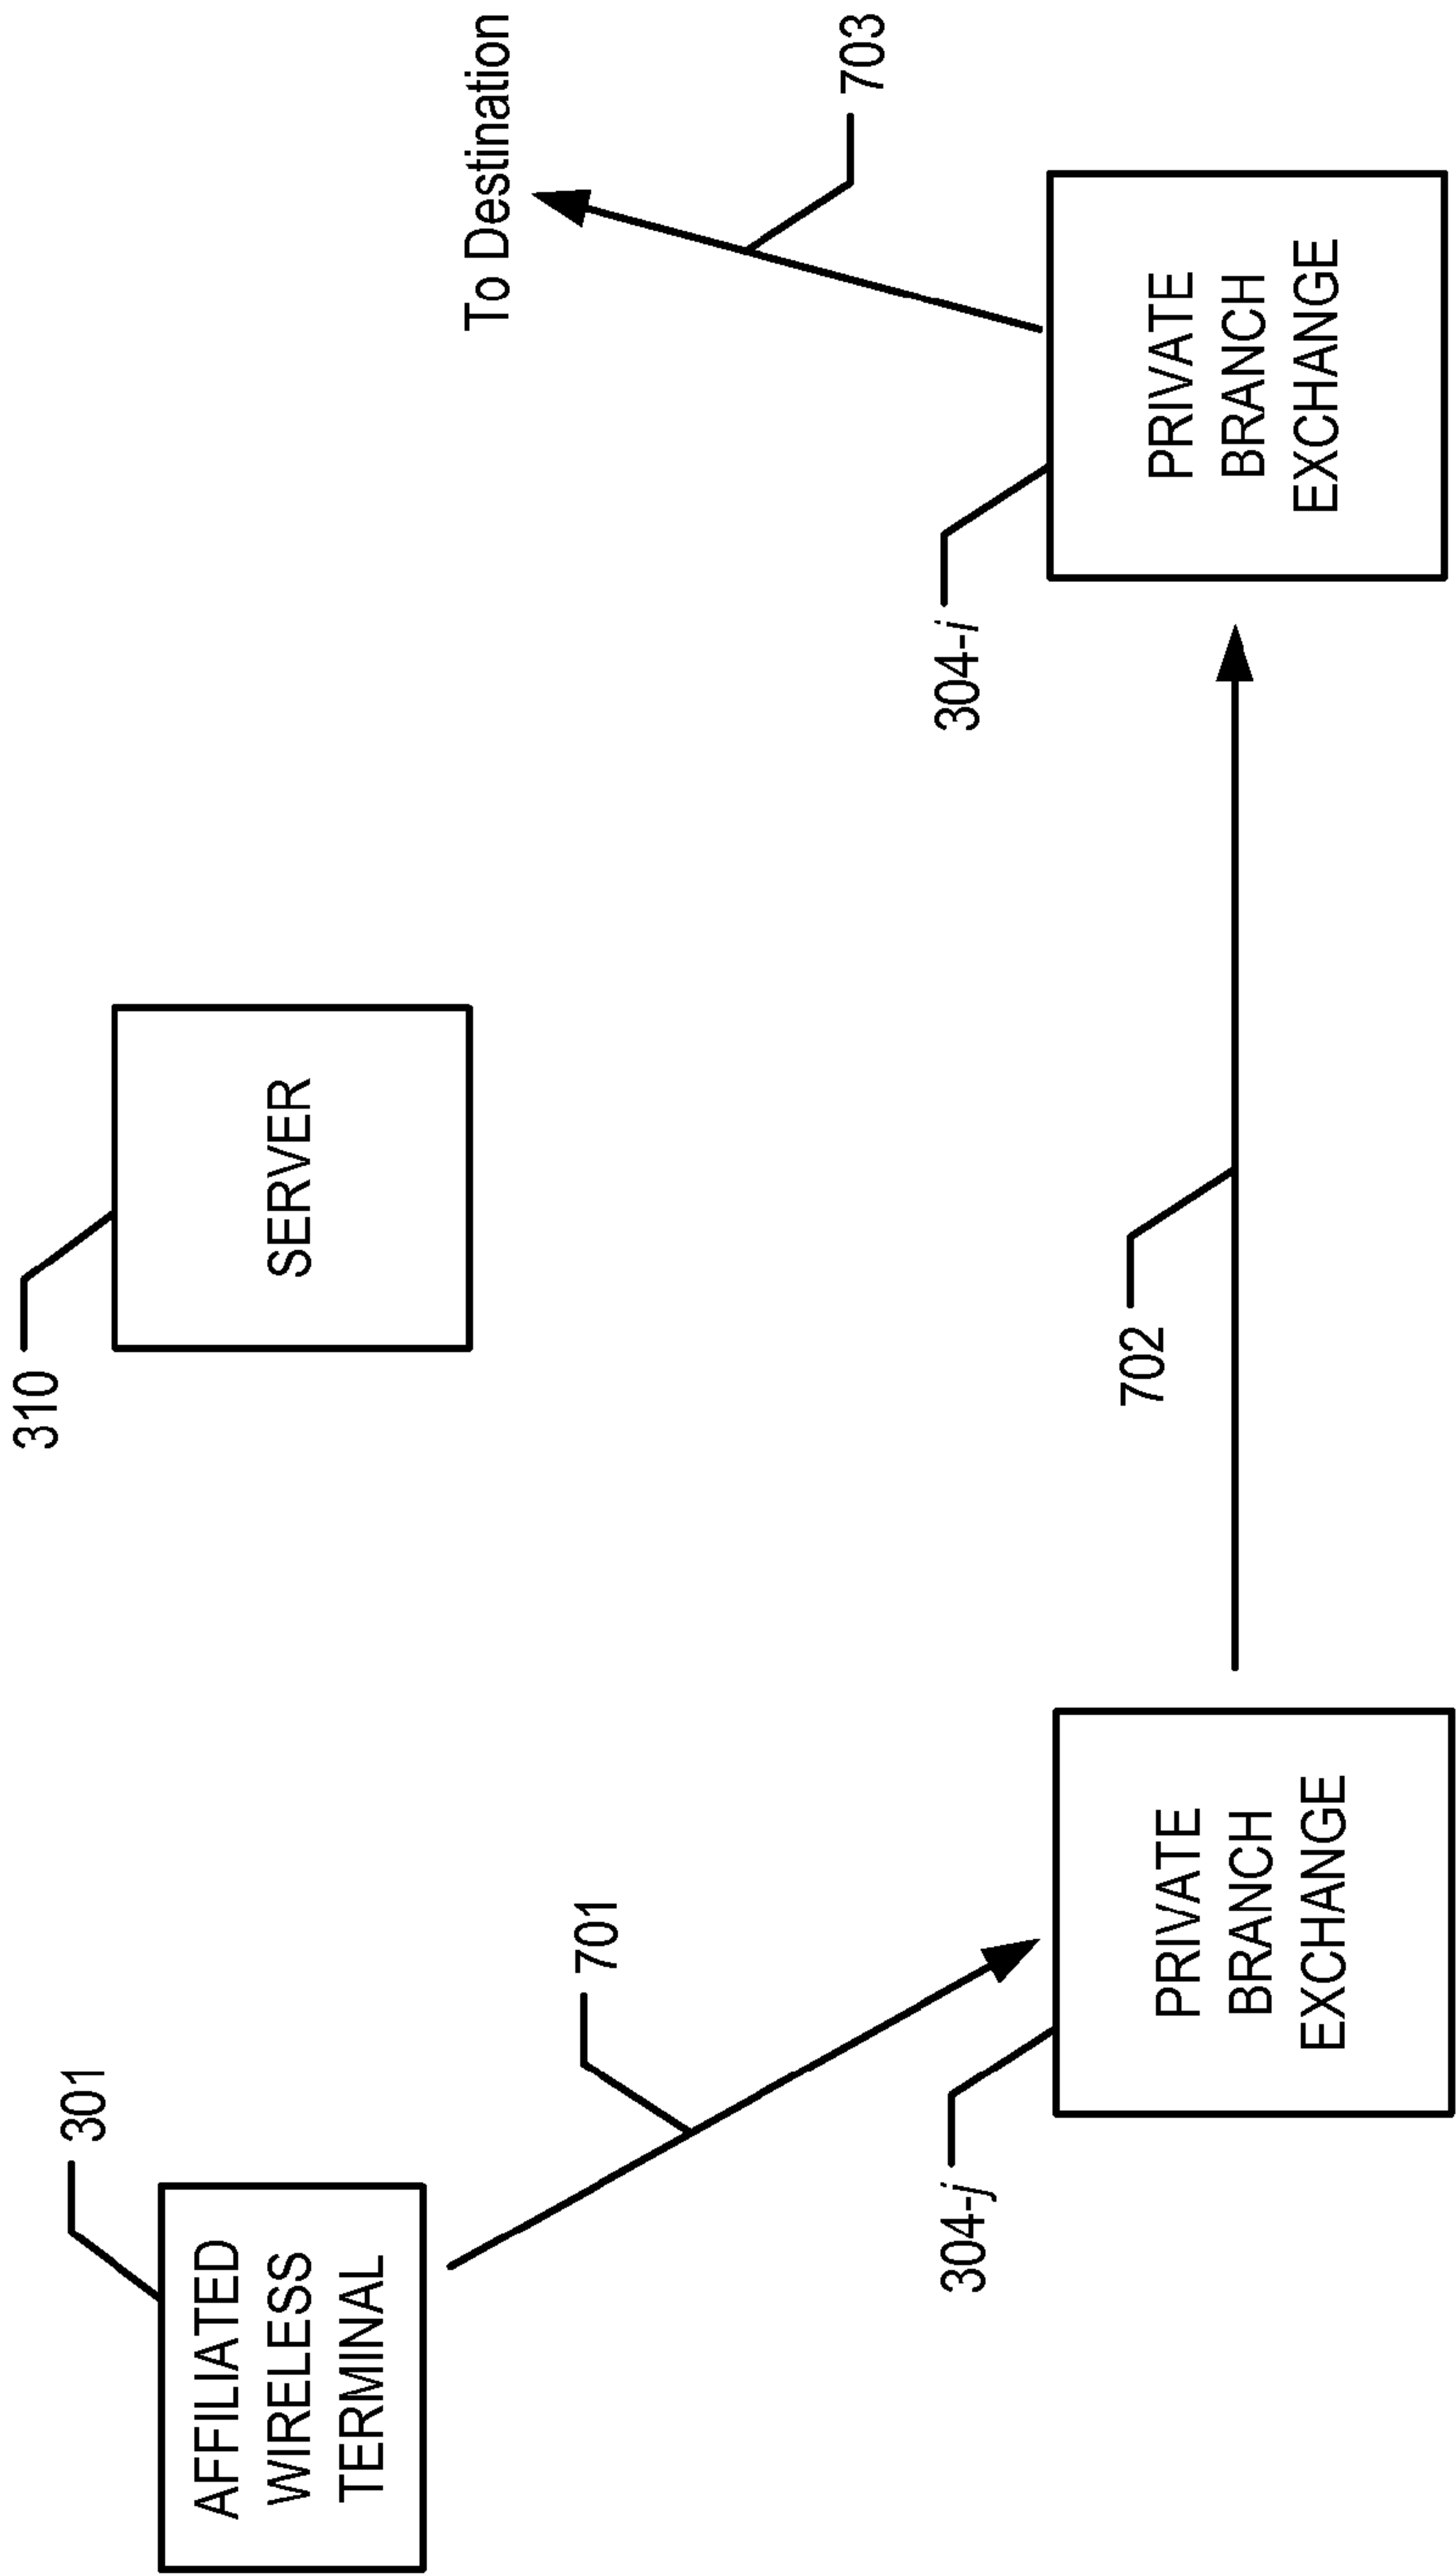 301
AFFILIATED
WIRELESS
TERMINAL
310
SERVER
To Destination
701
703
304-j
PRIVATE
BRANCH
EXCHANGE
702
304-i
PRIVATE
BRANCH
EXCHANGE